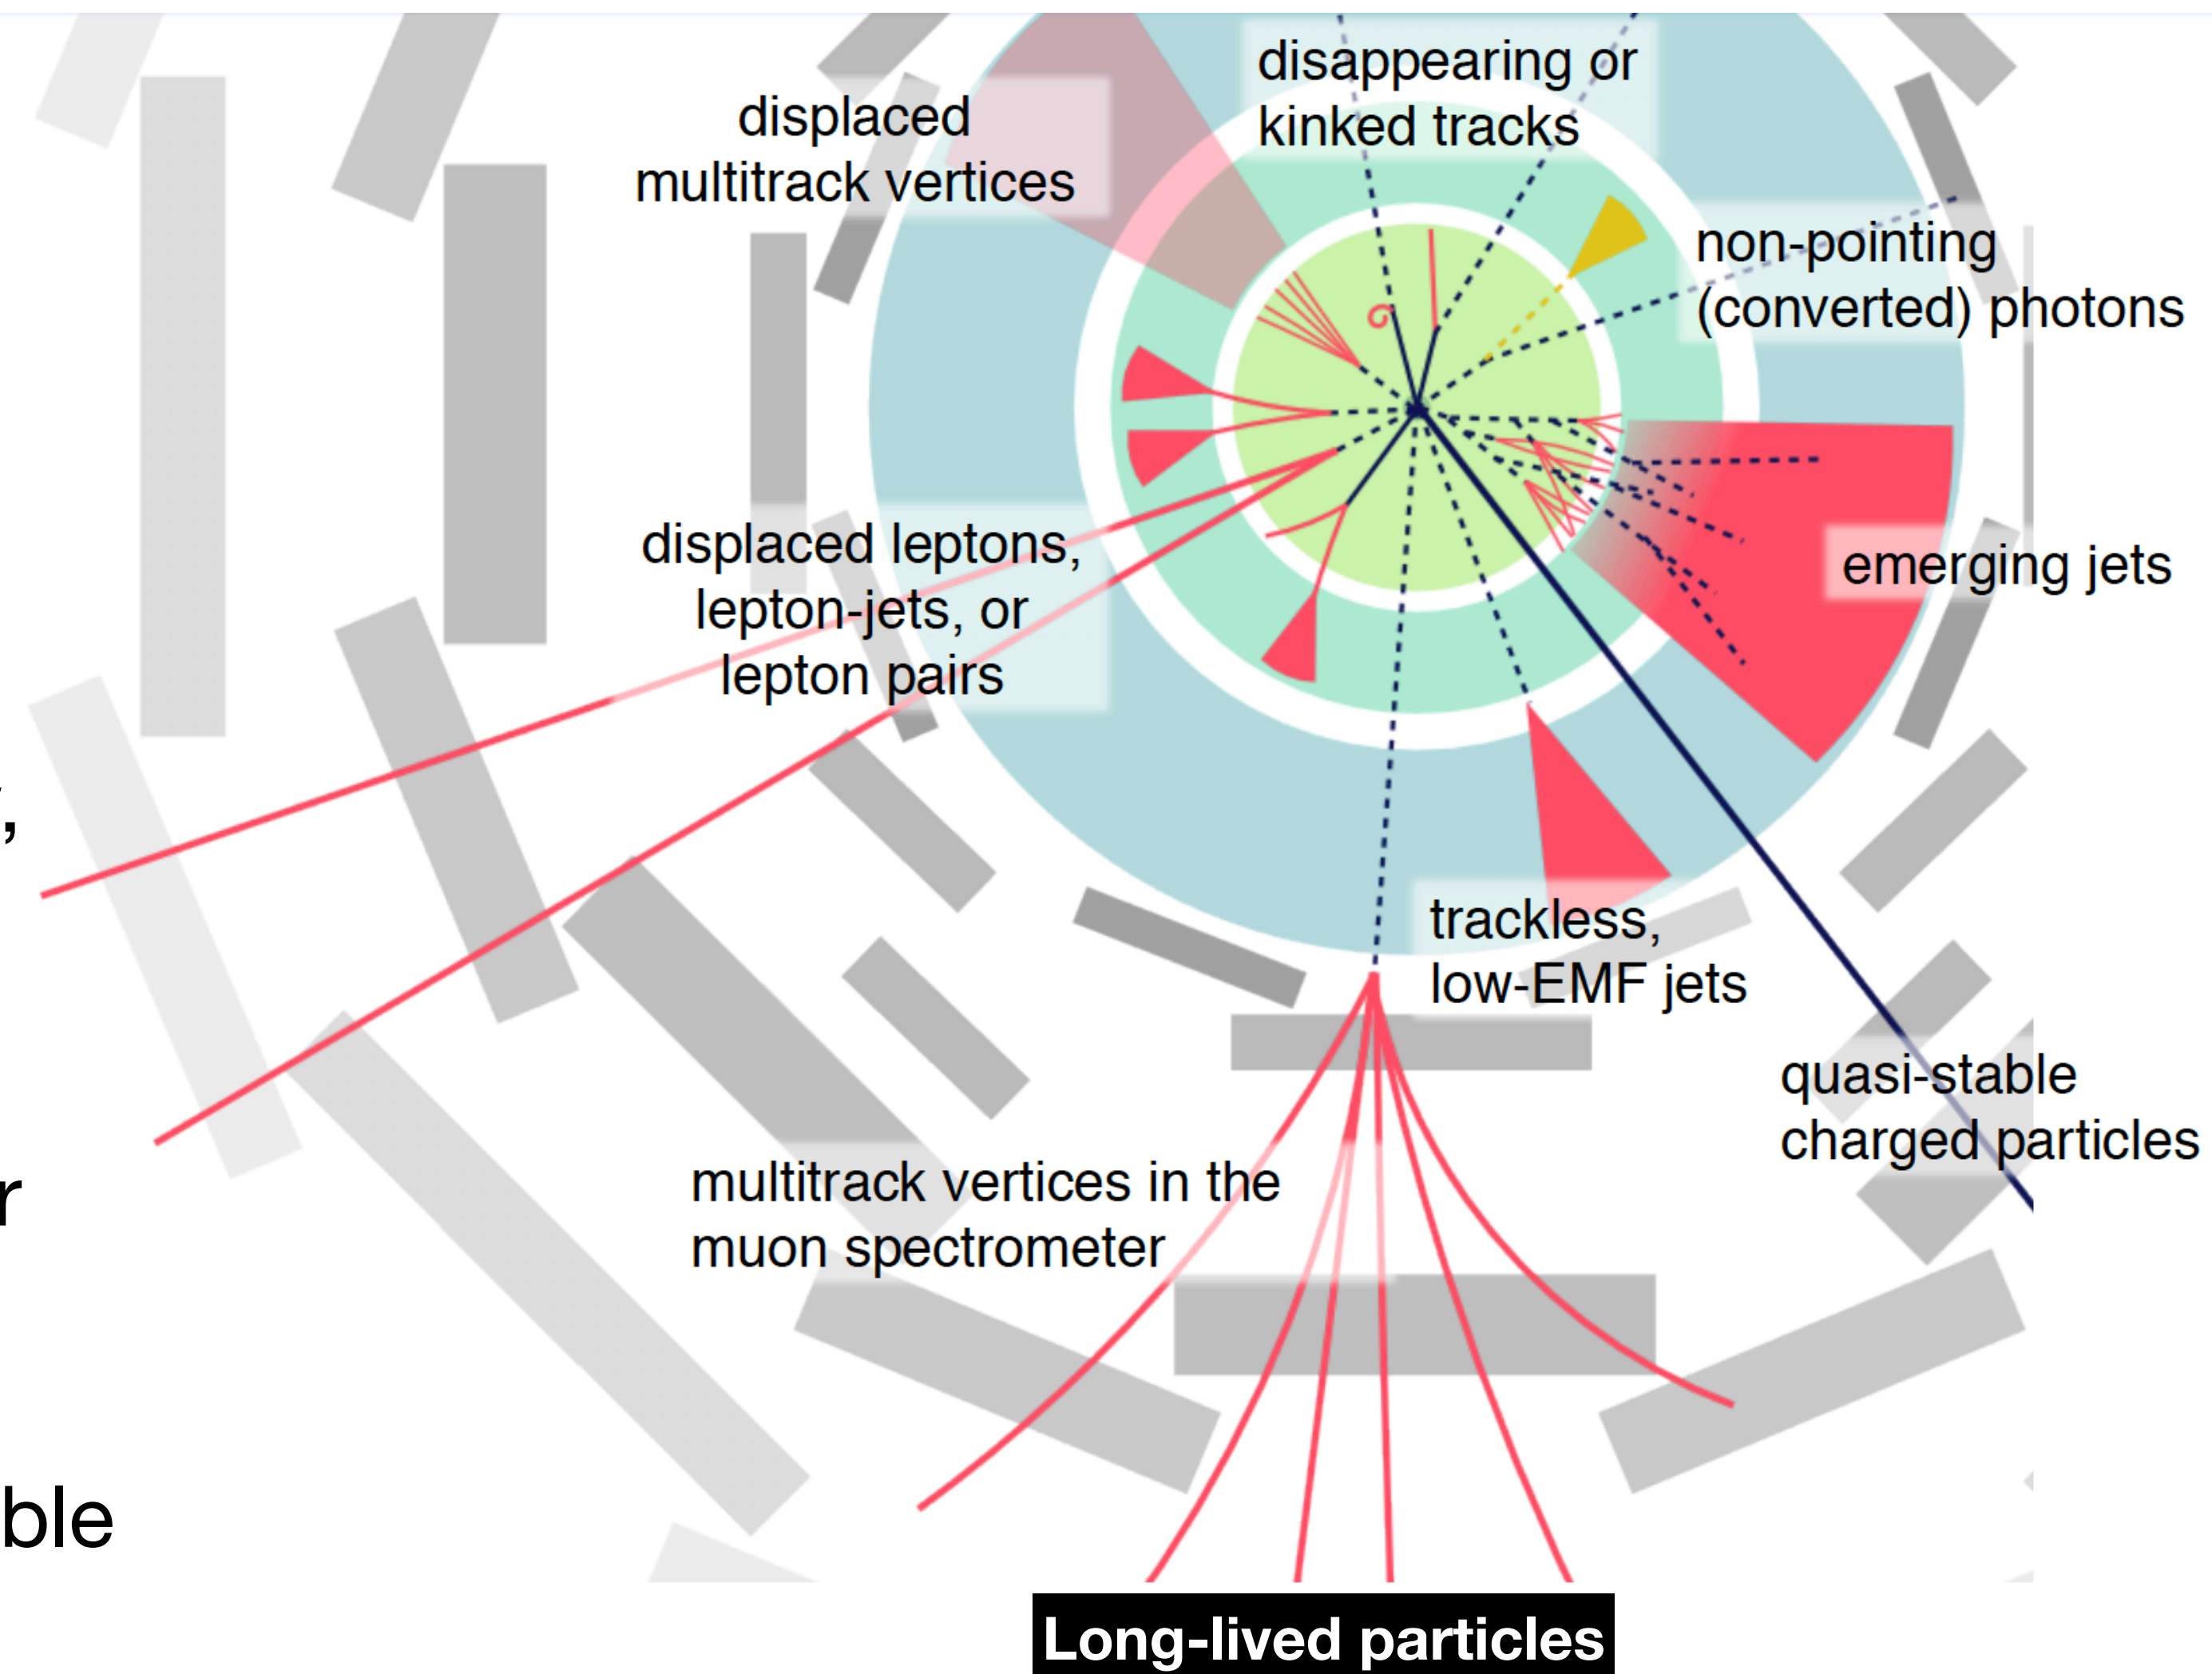 disappearing or
kinked tracks
displaced
multitrack vertices
non-pointing
(converted) photons
displaced leptons,
lepton-jets, or
lepton pairs
emerging jets
trackless,
low-EMF jets
quasi-stable
charged particles
multitrack vertices in the
muon spectrometer
ble
Long-lived particles